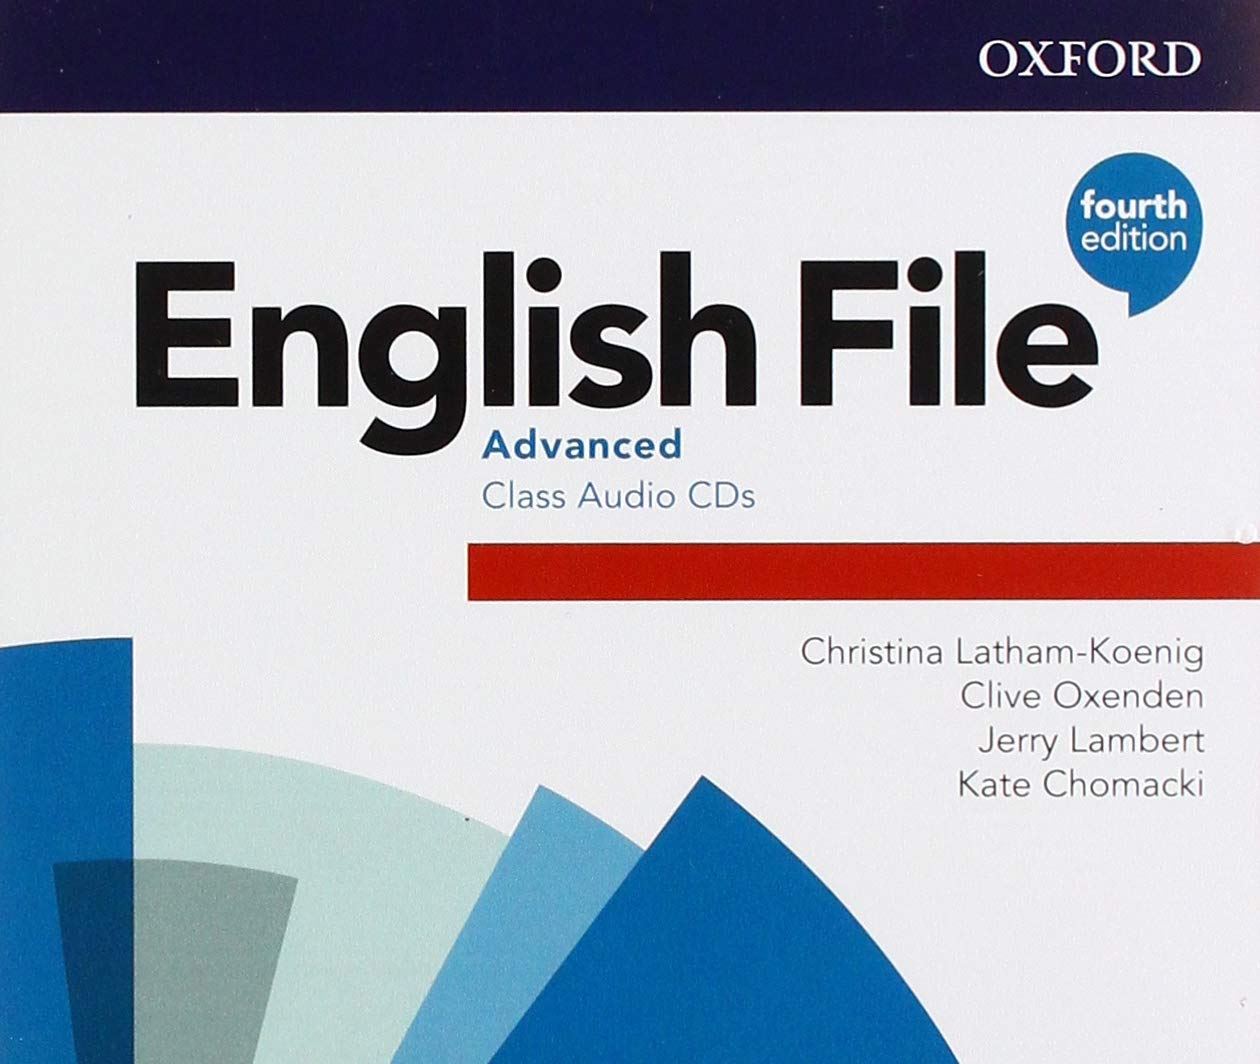 OXFORD
fourth
edition
English File
Advanced
Class Audio CDs
Christina Latham-Koenig
Clive Oxenden
Jerry Lambert
Kate Chomacki